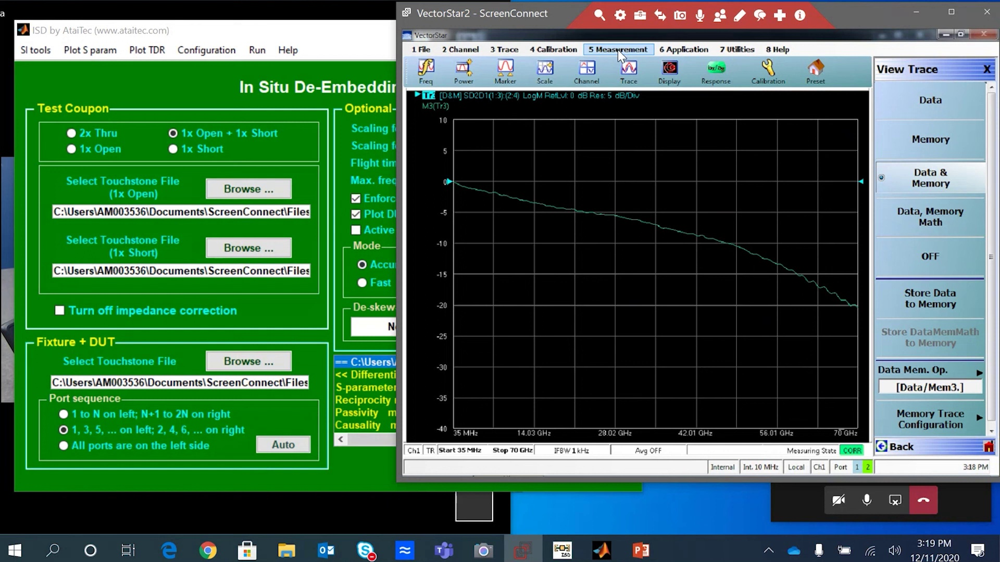 a
ISD by AtaiTec (www.ataitec.com)
SI tools Plot S param Plot TDR Configuration Run Help
In Situ De-Embeddin
Test Coupon
2x Thru 1x Open + 1x Short
1x Open 1x Short
Select Touchstone File
(1x Open)
Browse ...
C:\Users\AM003536\Documents\ScreenConnect\Files
Select Touchstone File
(1x Short)
Browse ...
C:\Users\AM003536\Documents\ScreenConnect\Files
Turn off impedance correction
Fixture + DUT
Select Touchstone File
Browse ...
C:\Users\AM003536\Documents\ScreenConnect\Files
Port sequence
1 to N on left; N+1 to 2N on right
1, 3, 5, ... on left; 2, 4, 6, ... on right
All ports are on the left side
Auto
Optional
Scaling f
Scaling f
Flight tim
Max. freq
Enforc
Plot D
Active
Mode
Accu
Fast
De-skew
N
== C:\Users\
<< Differenti
S-parameter
Reciprocity
Passivity m
Causality m
VectorStar2 - ScreenConnect
VectorStar
1 File 2 Channel 3 Trace 4 Calibration 5 Measurement 6 Application 7 Utilities 8 Help
Freq Power Marker Scale Channel Trace Display Response Calibration Preset
Tr3 [D&M] SD2D1(1:3):(2:4) LogM RefLvl: 0 dB Res: 5 dB/Div
M3(Tr3)
10
5
0
-5
-10
-15
-20
-25
-30
-35
-40
35 MHz 14.03 GHz 28.02 GHz 42.01 GHz 56.01 GHz 70 GHz
Ch1 TR Start 35 MHz Stop 70 GHz IFBW 1 kHz Avg OFF Measuring State CORR
Internal Int. 10 MHz Local Ch1 Port 1 2 3:18 PM
View Trace X
Data
Memory
Data &
Memory
Data, Memory
Math
OFF
Store Data
to Memory
Store DataMemMath
to Memory
Data Mem. Op.
[Data/Mem3.]
Memory Trace
Configuration
Back
ISD
3:19 PM
12/11/2020